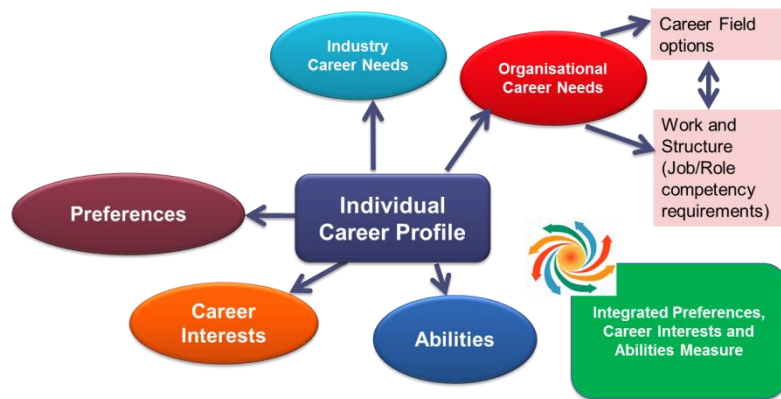 Industry
Career Needs
Organisational
Career Needs
Career Field
options
Work and
Structure
(Job/Role
competency
requirements)
Preferences
Individual
Career Profile
Career
Interests
Abilities
Integrated Preferences,
Career Interests and
Abilities Measure